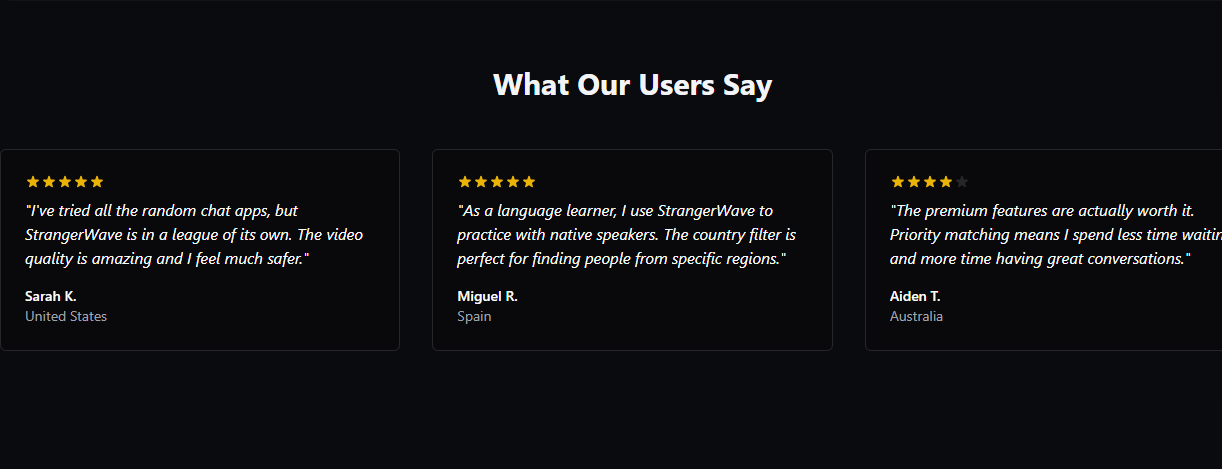 What Our Users Say
"I've tried all the random chat apps, but
StrangerWave is in a league of its own. The video
quality is amazing and I feel much safer."
Sarah K.
United States
"As a language learner, I use StrangerWave to
practice with native speakers. The country filter is
perfect for finding people from specific regions."
Miguel R.
Spain
"The premium features are actually worth it.
Priority matching means I spend less time
and more time having great conversations."
Aiden T.
Australia